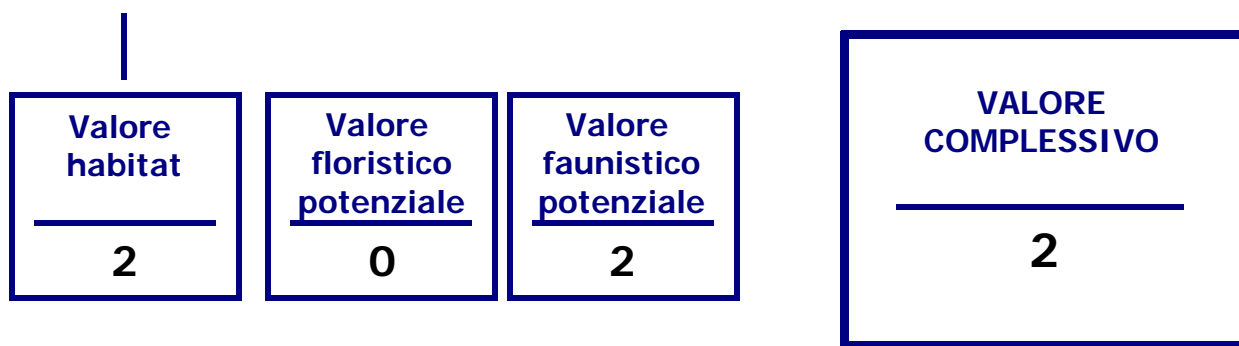 Valore
habitat
2
Valore
floristico
potenziale
0
Valore
faunistico
potenziale
2
VALORE
COMPLESSIVO
2